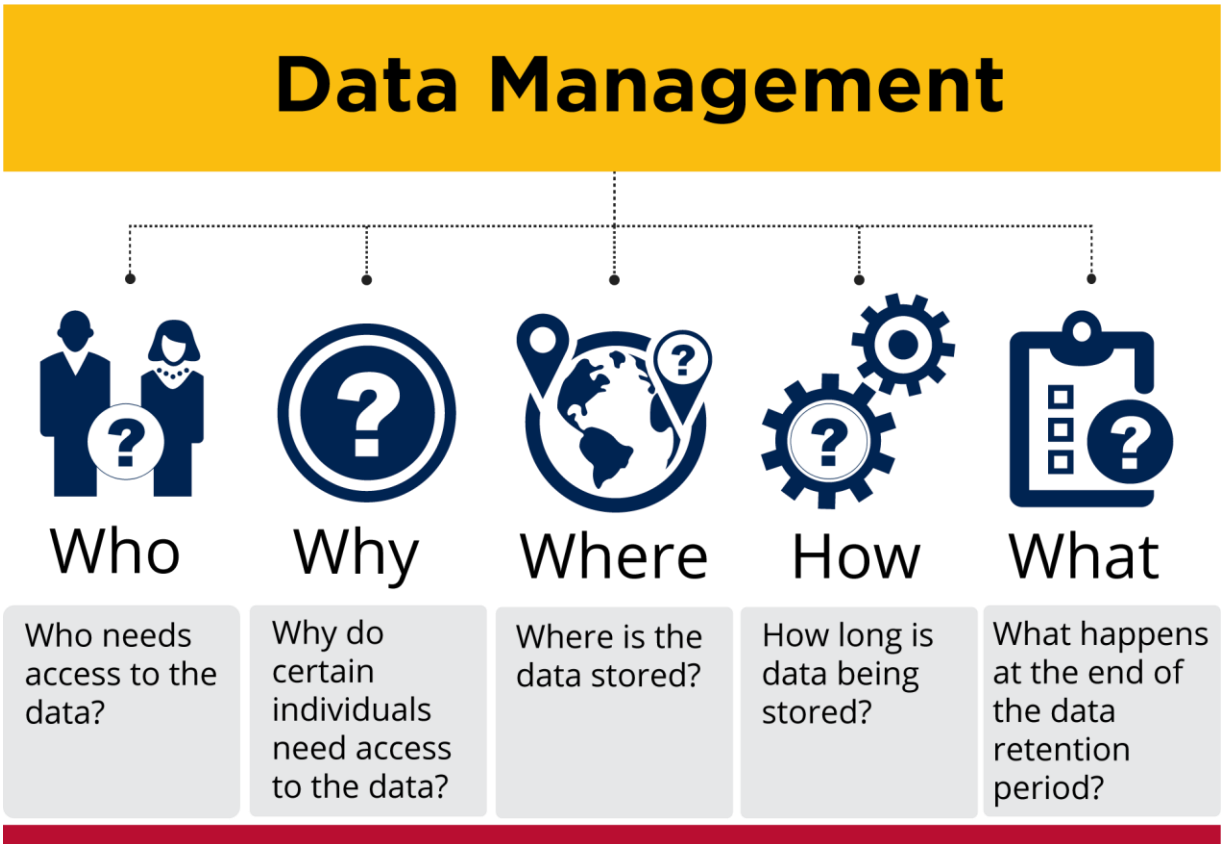 Data Management
Who
Who needs
access to the
data?
Why
Why do
certain
individuals
need access
to the data?
Where
Where is the
data stored?
How
How long is
data being
stored?
What
What happens
at the end of
the data
retention
period?